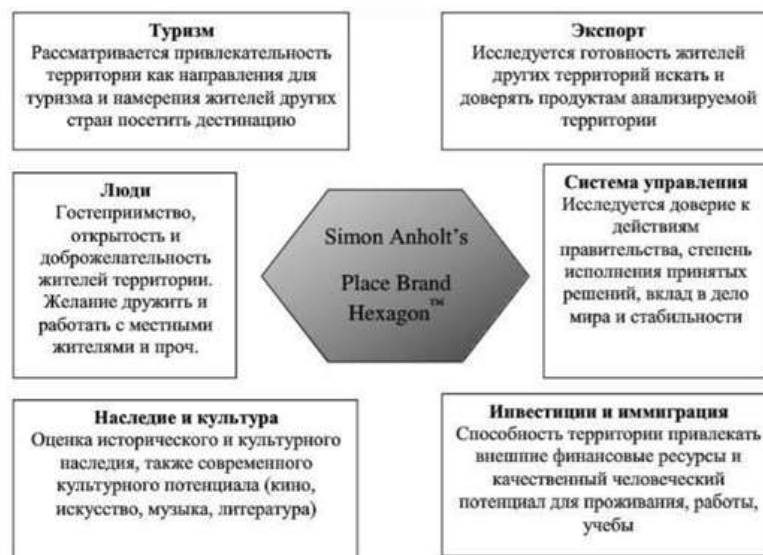 Туризм
Рассматривается привлекательность
территории как направления для
туризма и намерения жителей других
стран посетить дестинацию
Экспорт
Исследуется готовность жителей
других территорий искать и
доверять продуктам анализируемой
территории
Люди
Гостеприимство,
открытость и
доброжелательность
жителей территории.
Желание дружить и
работать с местными
жителями и проч.
Simon Anholt's
Place Brand
Hexagon™
Система управления
Исследуется доверие к
действиям
правительства, степень
исполнения принятых
решений, вклад в дело
мира и стабильности
Наследие и культура
Оценка исторического и культурного
наследия, также современного
культурного потенциала (кино,
искусство, музыка, литература)
Инвестиции и иммиграция
Способность территории привлекать
внешние финансовые ресурсы и
качественный человеческий
потенциал для проживания, работы,
учебы